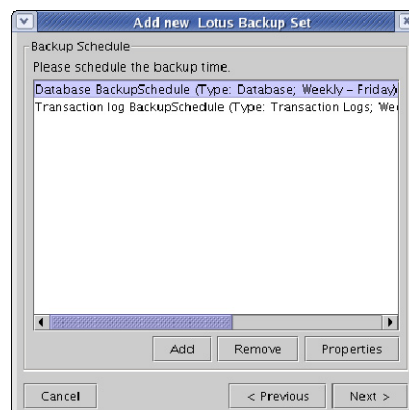 Add new Lotus Backup Set
Backup Schedule
Please schedule the backup time.
Database BackupSchedule (Type: Database; Weekly – Friday)
Transaction log BackupSchedule (Type: Transaction Logs;
Add Remove Properties
Cancel < Previous Next >